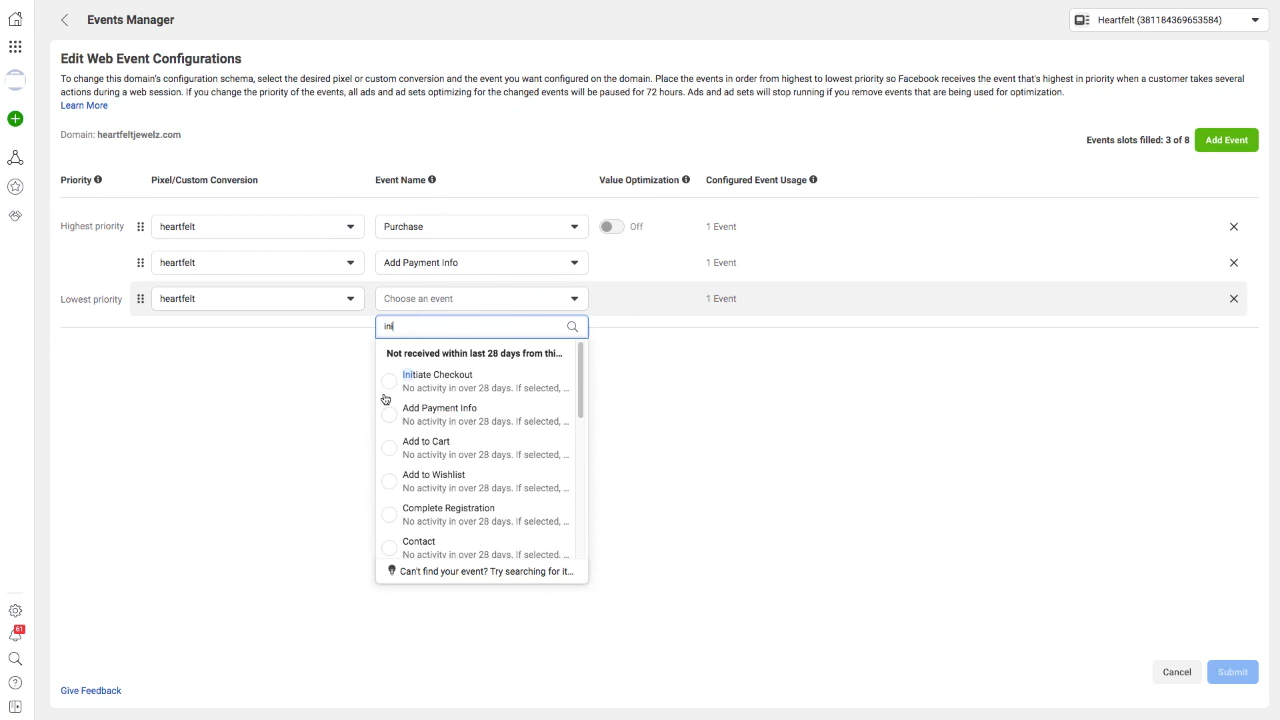 Events Manager
Heartfelt (381184369653584)
Edit Web Event Configurations
To change this domain's configuration schema, select the desired pixel or custom conversion and the event you want configured on the domain. Place the events in order from highest to lowest priority so Facebook receives the event that's highest in priority when a customer takes several
actions during a web session. If you change the priority of the events, all ads and ad sets optimizing for the changed events will be paused for 72 hours. Ads and ad sets will stop running if you remove events that are being used for optimization.
Learn More
Domain: heartfeltjewelz.com
Events slots filled: 3 of 8
Add Event
Priority Pixel/Custom Conversion Event Name Value Optimization Configured Event Usage
Highest priority heartfelt Purchase Off 1 Event
heartfelt Add Payment Info 1 Event
Lowest priority heartfelt Choose an event 1 Event
ini
Not received within last 28 days from thi...
Initiate Checkout
No activity in over 28 days. If selected, ...
Add Payment Info
No activity in over 28 days. If selected, ...
Add to Cart
No activity in over 28 days. If selected, ...
Add to Wishlist
No activity in over 28 days. If selected, ...
Complete Registration
No activity in over 28 days. If selected, ...
Contact
No activity in over 28 days. If selected, ...
Can't find your event? Try searching for it...
61
Cancel
Submit
Give Feedback